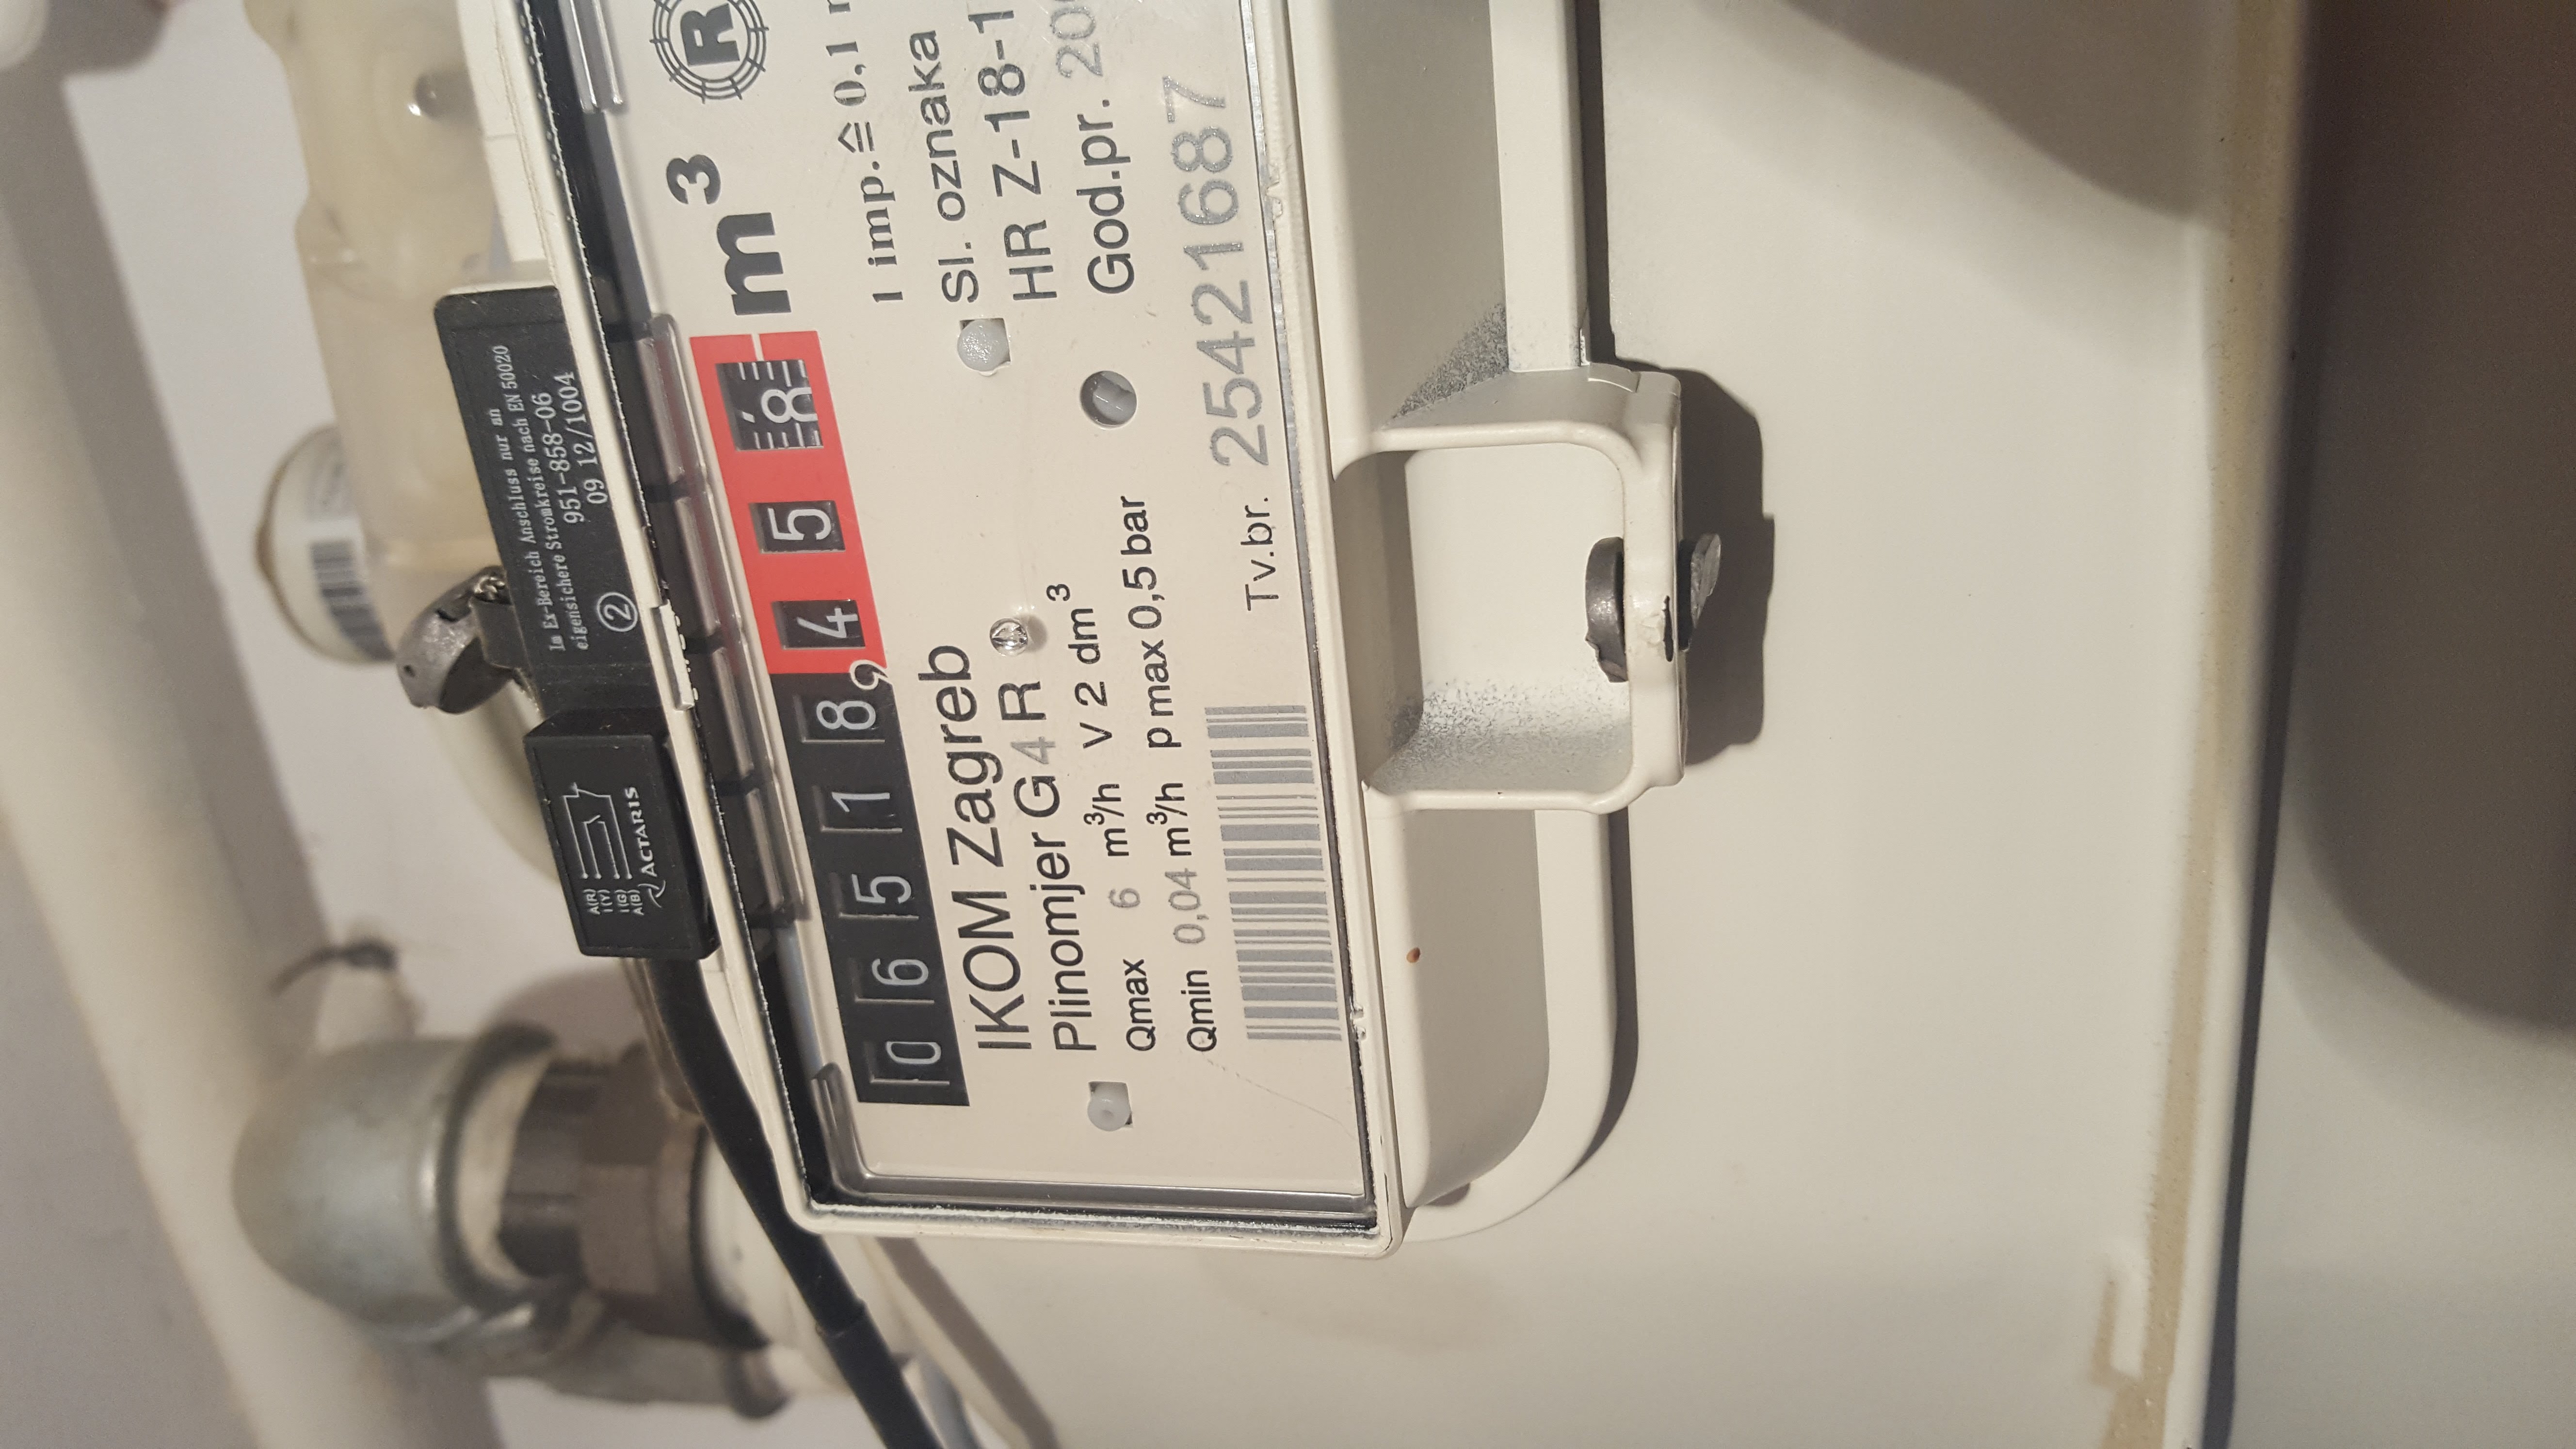 Im Ex-Bereich Anschluss nur an
eigensichere Stromkreise nach EN 50020
951-858-06
09 12/1004
②
A(R)
I(Y)
I(G)
A(B)
ACTARIS
06518,458 m³
R
IKOM Zagreb
Plinomjer G4 R
Qmax 6 m³/h V 2 dm³
Qmin 0,04 m³/h p max 0,5 bar
1 imp.≙ 0,1
Sl. oznaka
HR Z-18-1
God.pr.
Tv.br. 25421687